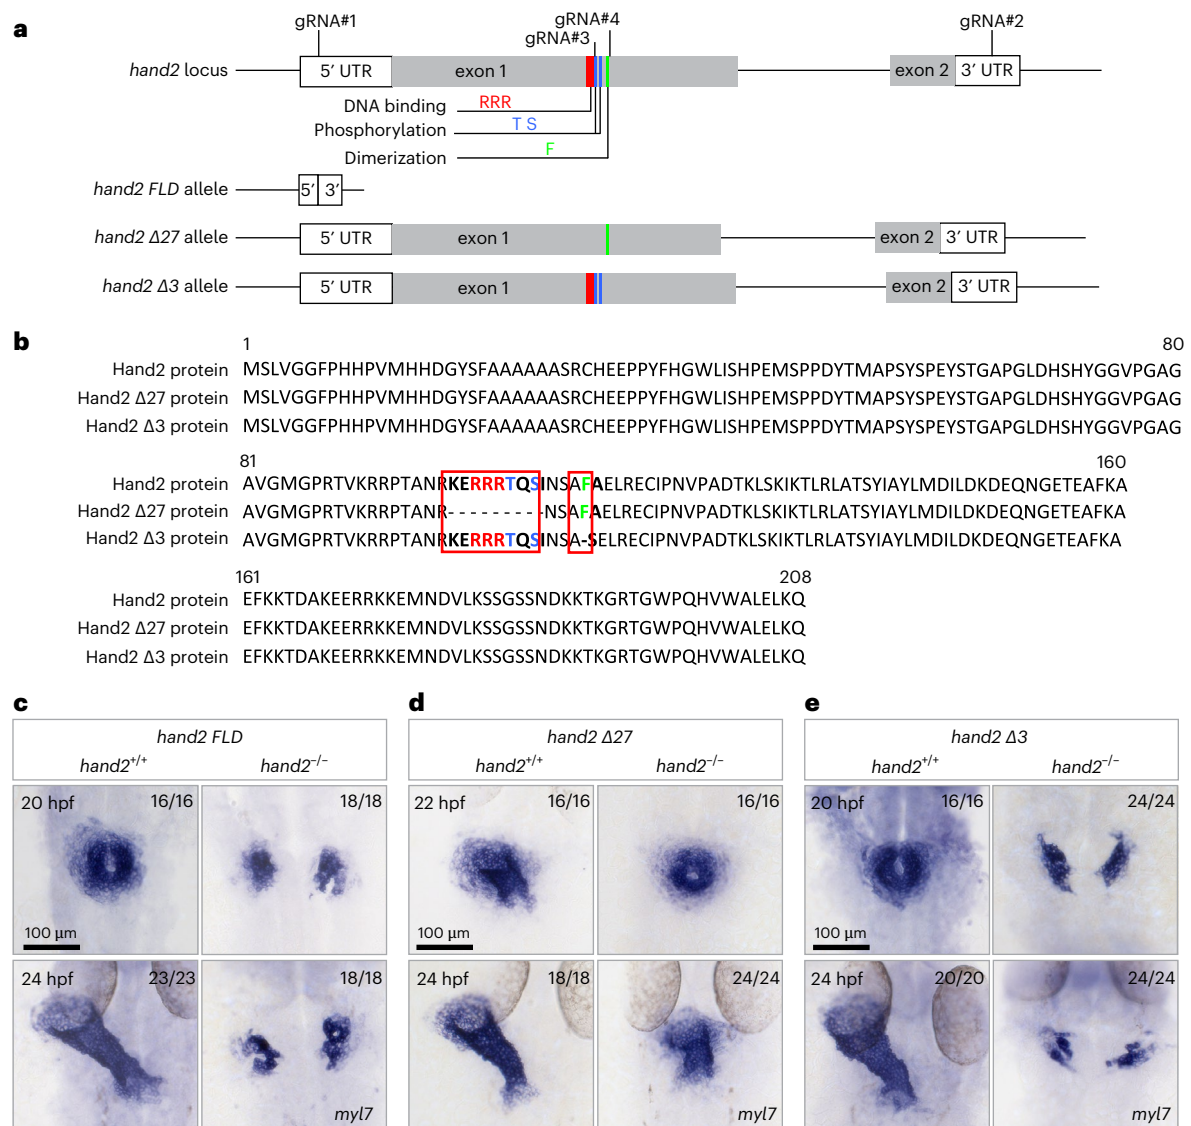 a
gRNA#1
gRNA#4
gRNA#3
gRNA#2
hand2 locus
5′ UTR
exon 1
exon 2
3′ UTR
DNA binding
RRR
Phosphorylation
T S
Dimerization
F
hand2 FLD allele
5′
3′
hand2 Δ27 allele
5′ UTR
exon 1
exon 2
3′ UTR
hand2 Δ3 allele
5′ UTR
exon 1
exon 2
3′ UTR
b
1 80
Hand2 protein MSLVGGFPHHPVMHHDGYSFAAAAAASRCHEEPPYFHGWLISHPEMSPPDYTMAPSYSPEYSTGAPGLDHSHYGGVPGAG
Hand2 Δ27 protein MSLVGGFPHHPVMHHDGYSFAAAAAASRCHEEPPYFHGWLISHPEMSPPDYTMAPSYSPEYSTGAPGLDHSHYGGVPGAG
Hand2 Δ3 protein MSLVGGFPHHPVMHHDGYSFAAAAAASRCHEEPPYFHGWLISHPEMSPPDYTMAPSYSPEYSTGAPGLDHSHYGGVPGAG
81 160
Hand2 protein AVGMGPRTVKRRPTANRKERRRTQSINSAFAELRECIPNVPADTKLSKIKTLRLATSYIAYLMDILDKDEQNGETEAFKA
Hand2 Δ27 protein AVGMGPRTVKRRPTANR---------NSAFAELRECIPNVPADTKLSKIKTLRLATSYIAYLMDILDKDEQNGETEAFKA
Hand2 Δ3 protein AVGMGPRTVKRRPTANRKERRRTQSINSA-SELRECIPNVPADTKLSKIKTLRLATSYIAYLMDILDKDEQNGETEAFKA
161 208
Hand2 protein EFKKTDAKEERRKKEMNDVLKSSGSSNDKKTKGRTGWPQHVWALELKQ
Hand2 Δ27 protein EFKKTDAKEERRKKEMNDVLKSSGSSNDKKTKGRTGWPQHVWALELKQ
Hand2 Δ3 protein EFKKTDAKEERRKKEMNDVLKSSGSSNDKKTKGRTGWPQHVWALELKQ
c
hand2 FLD
hand2+/+ hand2−/−
20 hpf 16/16
18/18
100 µm
24 hpf 23/23
18/18
myl7
d
hand2 Δ27
hand2+/+ hand2−/−
22 hpf 16/16
16/16
100 µm
24 hpf 18/18
24/24
myl7
e
hand2 Δ3
hand2+/+ hand2−/−
20 hpf 16/16
24/24
100 µm
24 hpf 20/20
24/24
myl7